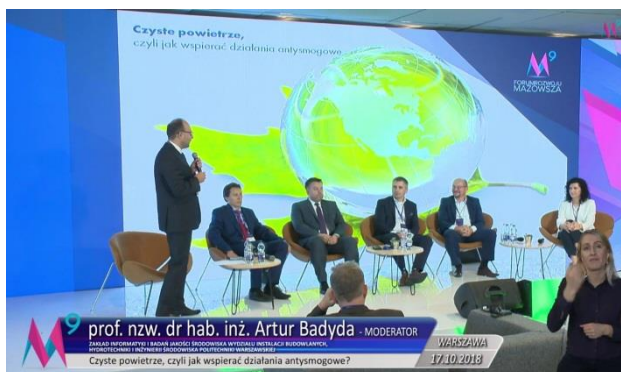 Czyste powietrze,
czyli jak wspierać działania antysmogowe
M9
FORUM ROZWOJU
MAZOWSZA
M9
prof. nzw. dr hab. inż. Artur Badyda - MODERATOR
ZAKŁAD INFORMATYKI I BADAŃ JAKOŚCI ŚRODOWISKA WYDZIAŁU INSTALACJI BUDOWLANYCH,
HYDROTECHNIKI I INŻYNIERII ŚRODOWISKA POLITECHNIKI WARSZAWSKIEJ
Czyste powietrze, czyli jak wspierać działania antysmogowe?
WARSZAWA
17.10.2018